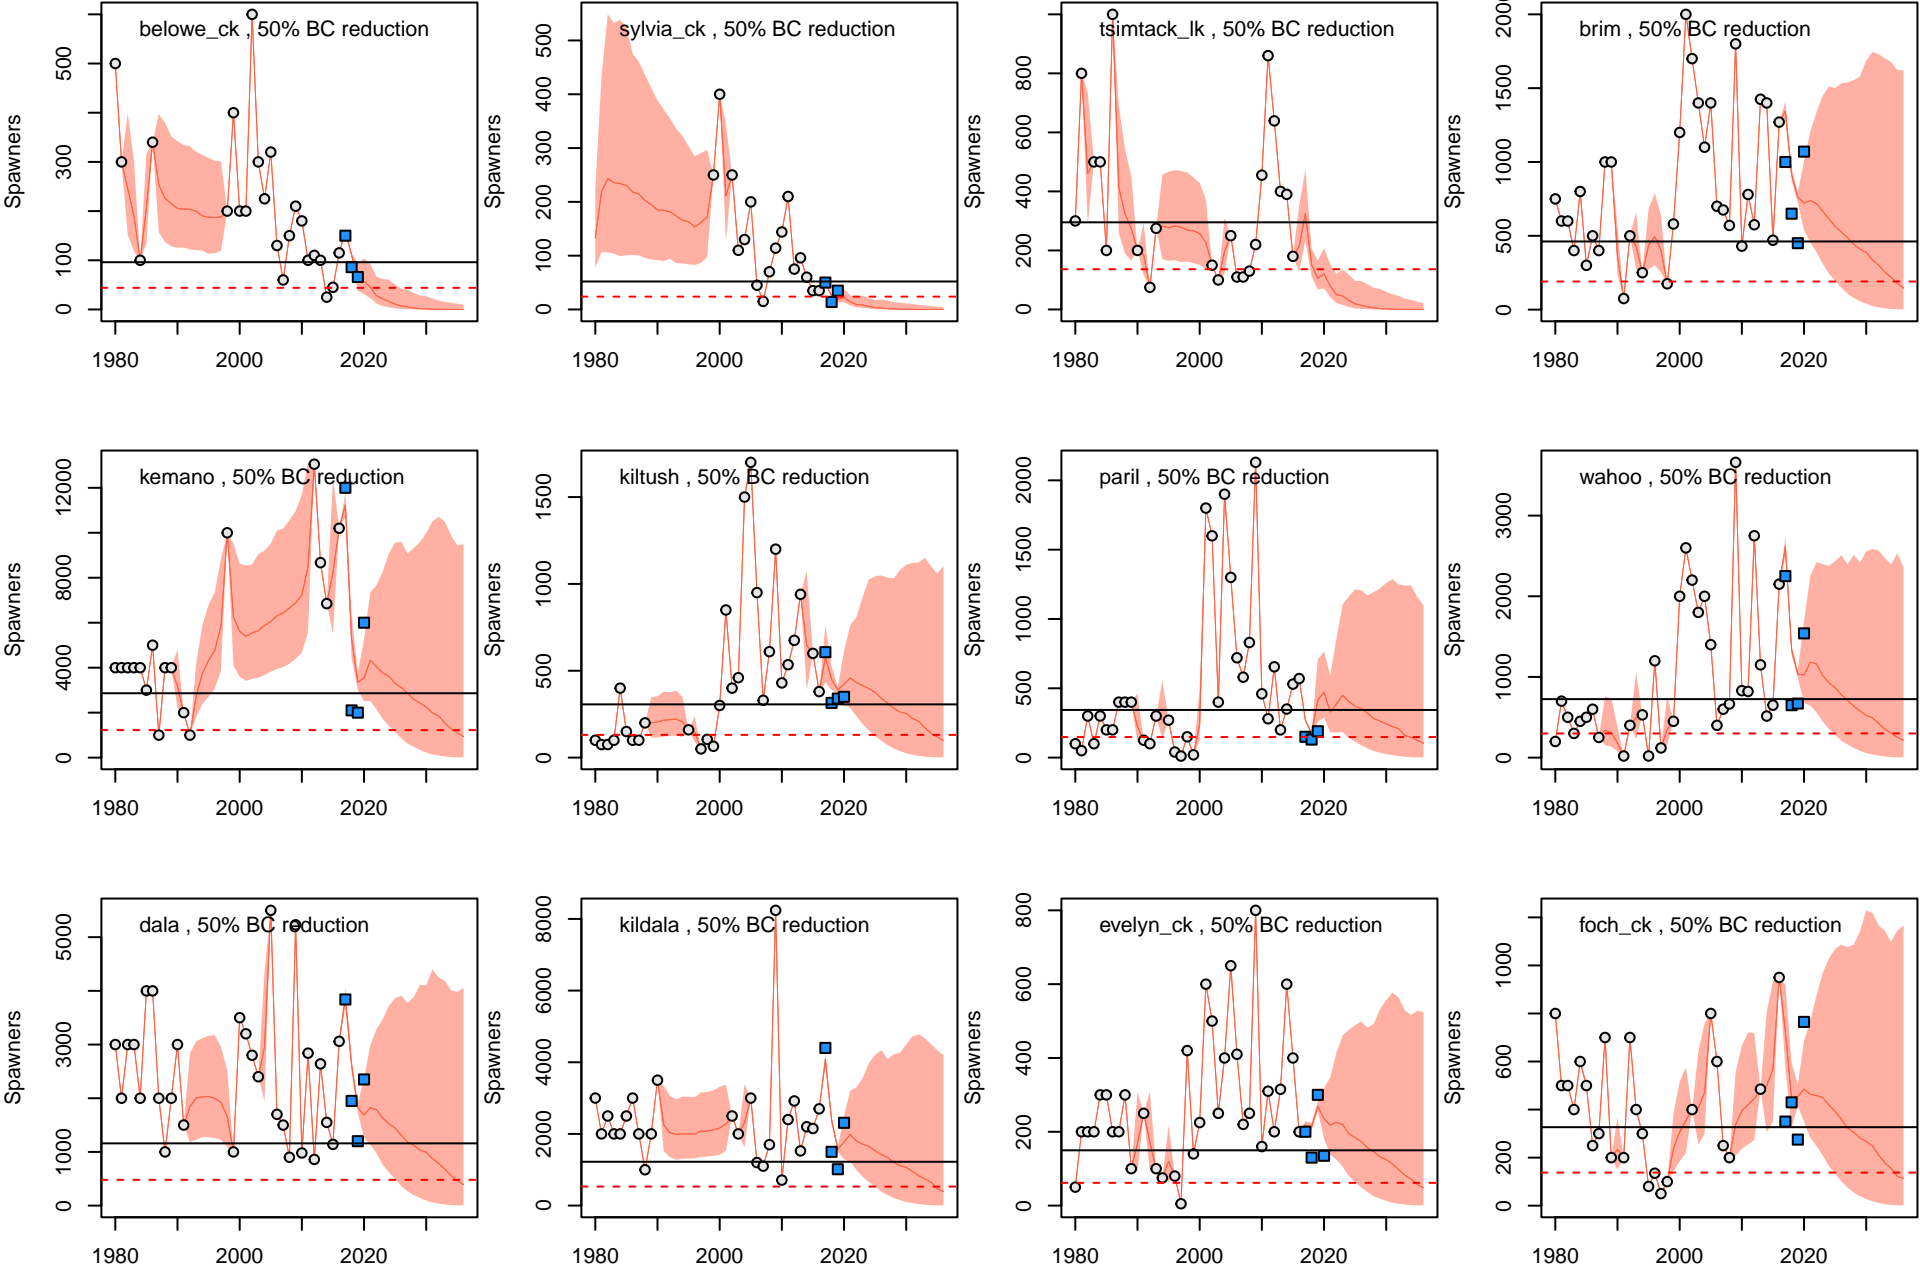 belowe_ck , 50% BC reduction
Spawners
0 100 300 500
1980 2000 2020
sylvia_ck , 50% BC reduction
Spawners
0 100 200 300 400 500
1980 2000 2020
tsimtack_lk , 50% BC reduction
Spawners
0 200 400 600 800
1980 2000 2020
brim , 50% BC reduction
Spawners
0 500 1000 1500 2000
1980 2000 2020
kemano , 50% BC reduction
Spawners
0 4000 8000 12000
1980 2000 2020
kiltush , 50% BC reduction
Spawners
0 500 1000 1500
1980 2000 2020
paril , 50% BC reduction
Spawners
0 500 1000 1500 2000
1980 2000 2020
wahoo , 50% BC reduction
Spawners
0 1000 2000 3000
1980 2000 2020
dala , 50% BC reduction
Spawners
0 1000 3000 5000
1980 2000 2020
kildala , 50% BC reduction
Spawners
0 2000 4000 6000 8000
1980 2000 2020
evelyn_ck , 50% BC reduction
Spawners
0 200 400 600 800
1980 2000 2020
foch_ck , 50% BC reduction
Spawners
0 200 600 1000
1980 2000 2020